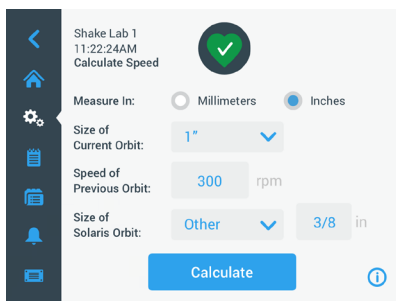 Shake Lab 1
11:22:24AM
Calculate Speed
Measure In: Millimeters Inches
Size of
Current Orbit: 1”
Speed of
Previous Orbit: 300 rpm
Size of
Solaris Orbit: Other 3/8 in
Calculate
i